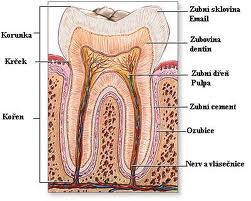 Korunka
Krček
Kořen
Zubní sklovina
Email
Zubovina
dentin
Zubní dřeň
Pulpa
Zubní cement
Ozubice
Nerv a vlásečnice